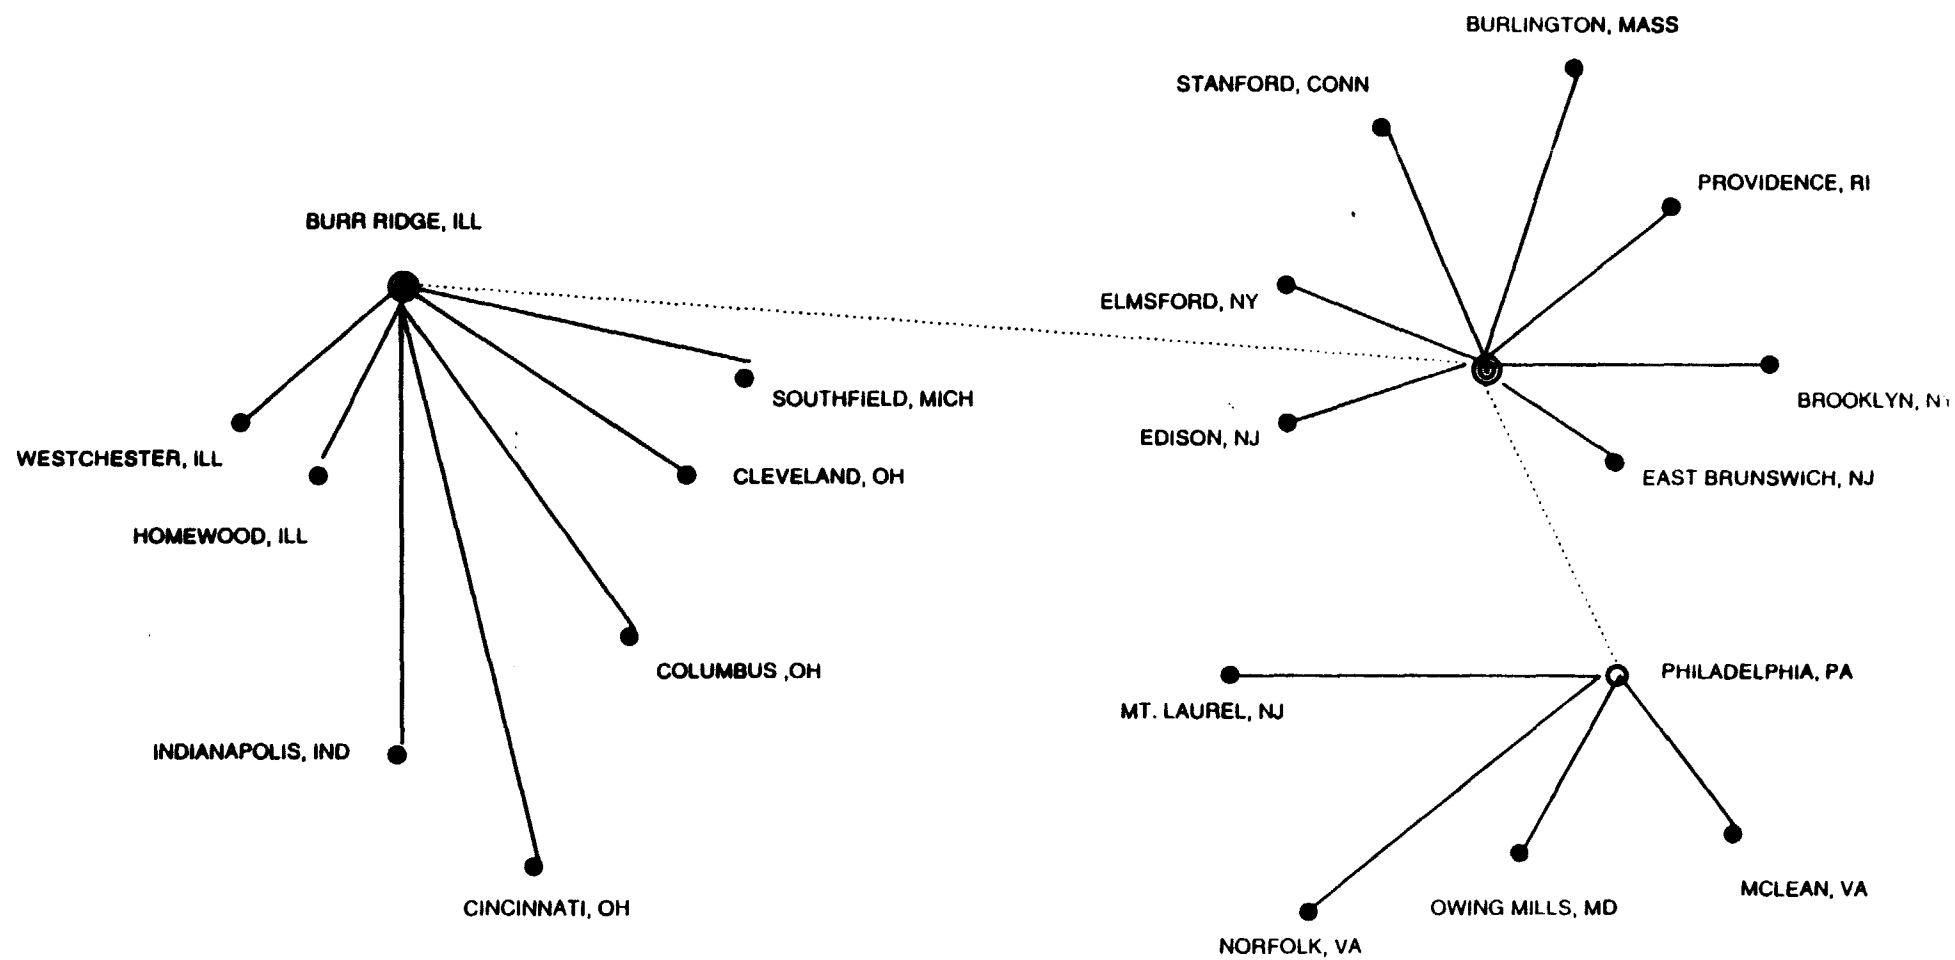 BURLINGTON, MASS
STANFORD, CONN
PROVIDENCE, RI
BURR RIDGE, ILL
ELMSFORD, NY
SOUTHFIELD, MICH
BROOKLYN,
EDISON, NJ
WESTCHESTER, ILL
CLEVELAND, OH
EAST BRUNSWICH, NJ
HOMEWOOD, ILL
COLUMBUS ,OH
PHILADELPHIA, PA
MT. LAUREL, NJ
INDIANAPOLIS, IND
MCLEAN, VA
CINCINNATI, OH
OWING MILLS, MD
NORFOLK, VA